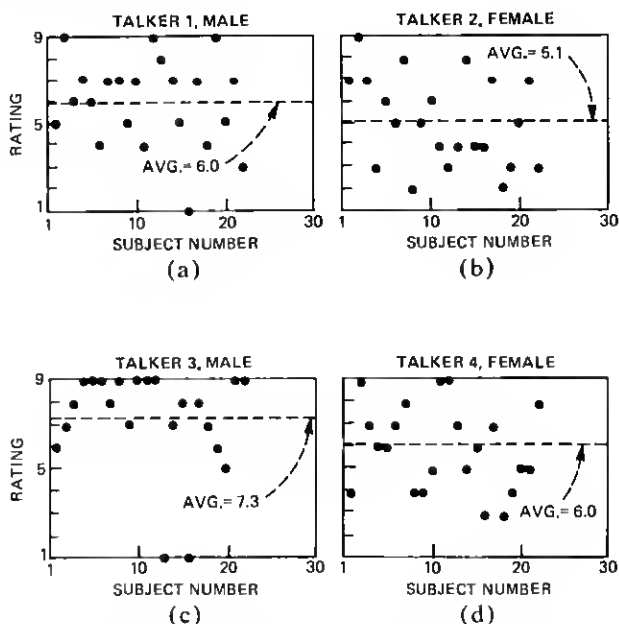 TALKER 1, MALE
9
5
1
RATING
AVG. = 6.0
1 10 20 30
SUBJECT NUMBER
(a)
TALKER 2, FEMALE
AVG. = 5.1
1 10 20 30
SUBJECT NUMBER
(b)
TALKER 3, MALE
9
5
1
RATING
AVG. = 7.3
1 10 20 30
SUBJECT NUMBER
(c)
TALKER 4, FEMALE
AVG. = 6.0
1 10 20 30
SUBJECT NUMBER
(d)